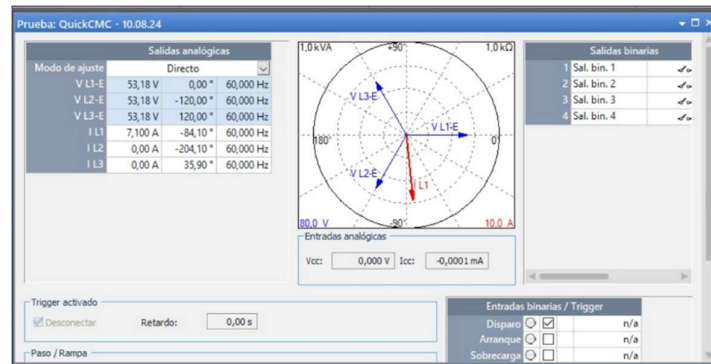 Prueba: QuickCMC - 10.08.24
Salidas analógicas
Modo de ajuste Directo
V L1-E 53,18 V 0,00 ° 60,000 Hz
V L2-E 53,18 V -120,00 ° 60,000 Hz
V L3-E 53,18 V 120,00 ° 60,000 Hz
I L1 7,100 A -84,10 ° 60,000 Hz
I L2 0,00 A -204,10 ° 60,000 Hz
I L3 0,00 A 35,90 ° 60,000 Hz
1,0 kVA +90° 1,0 kΩ
V L3-E
V L1-E
180° 0°
V L2-E
I L1
80,0 V -90° 10,0 A
Entradas analógicas
Vcc: 0,000 V Icc: -0,0001 mA
Salidas binarias
1 Sal. bin. 1
2 Sal. bin. 2
3 Sal. bin. 3
4 Sal. bin. 4
Trigger activado
Desconectar Retardo: 0,00 s
Paso / Rampa
Entradas binarias / Trigger
Disparo n/a
Arranque n/a
Sobrecarga n/a